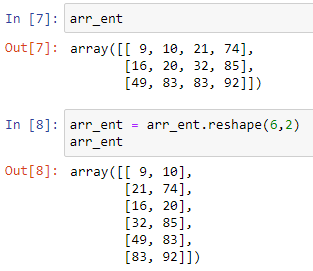 In [7]: arr_ent
Out[7]: array([[ 9, 10, 21, 74],
[16, 20, 32, 85],
[49, 83, 83, 92]])
In [8]: arr_ent = arr_ent.reshape(6,2)
arr_ent
Out[8]: array([[ 9, 10],
[21, 74],
[16, 20],
[32, 85],
[49, 83],
[83, 92]])